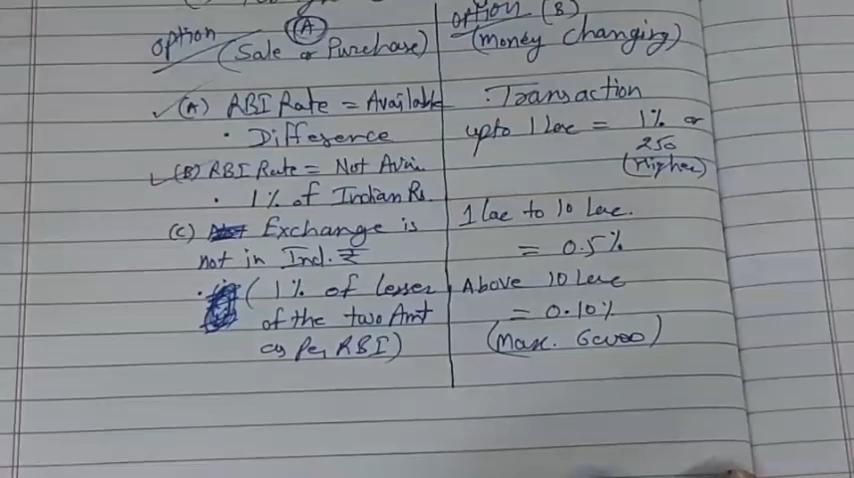 option (A)
(Sale or Purchase)
(A) RBI Rate = Available
• Difference
(B) RBI Rate = Not Avai.
• 1% of Indian Rs.
(C) Exchange is
not in Ind. ₹
• (1% of lesser
of the two Amt
as Per RBI)
option (B)
(money changing)
: Transaction
upto 1 Lac = 1% or
250
(Higher)
1 lac to 10 Lac.
= 0.5%
Above 10 Lac
= 0.10%
(Max.